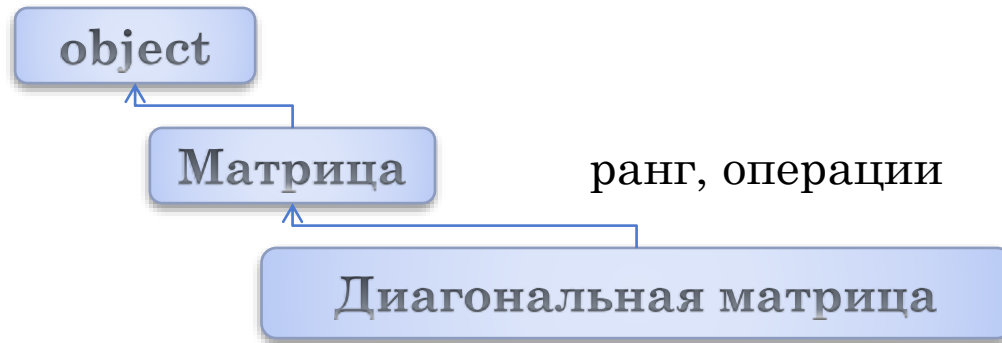 object
Матрица
ранг, операции
Диагональная матрица